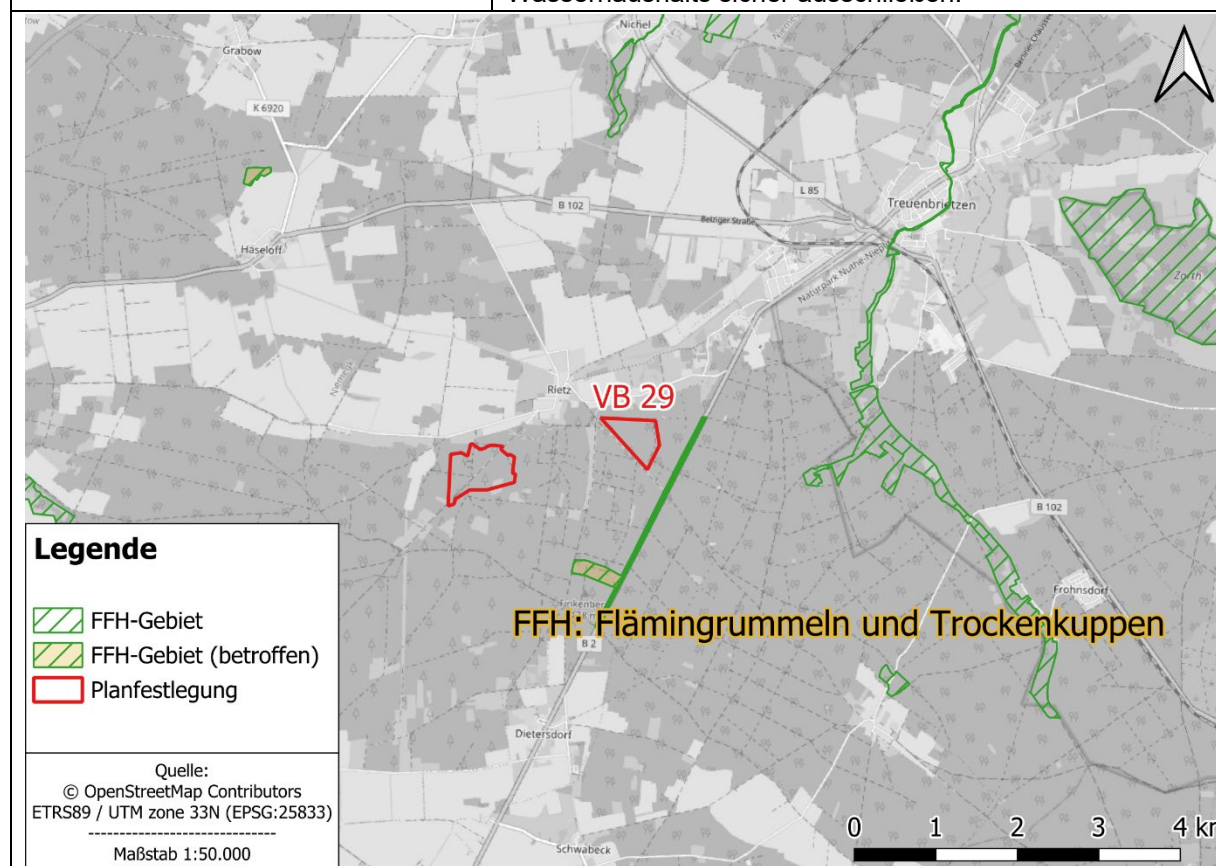 Wasserhaushalts sicher ausschließen.
Nichel
Grabow
K 6920
Berliner Chaussee
L 85
Treuenbrietzen
B 102
Belziger Straße
Haseloff
Naturpark Nuthe-Nieplitz
Zarth
Rietz
VB 29
B 102
Frohnsdorf
FFH: Flämingrummeln und Trockenkuppen
B 2
Dietersdorf
Schwabeck
Legende
FFH-Gebiet
FFH-Gebiet (betroffen)
Planfestlegung
Quelle:
© OpenStreetMap Contributors
ETRS89 / UTM zone 33N (EPSG:25833)
------------------------------
Maßstab 1:50.000
0 1 2 3 4 km